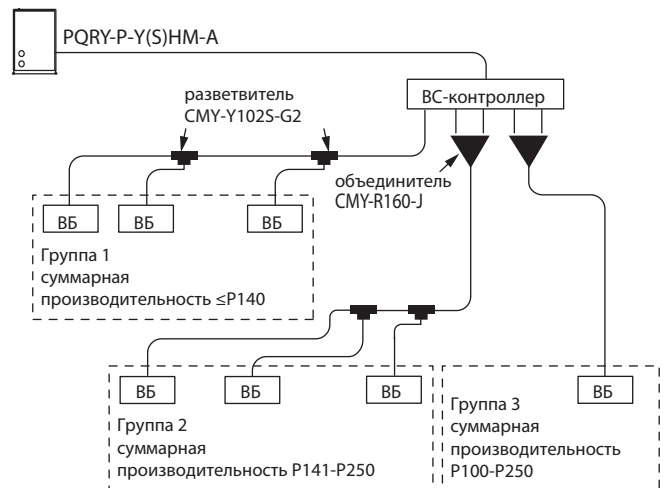 PQRY-P-Y(S)HM-A
разветвитель
CMY-Y102S-G2
ВС-контроллер
объединитель
CMY-R160-J
ВБ
ВБ
ВБ
Группа 1
суммарная
производительность ≤P140
ВБ
ВБ
ВБ
Группа 2
суммарная
производительность P141-P250
ВБ
Группа 3
суммарная
производительность
P100-P250